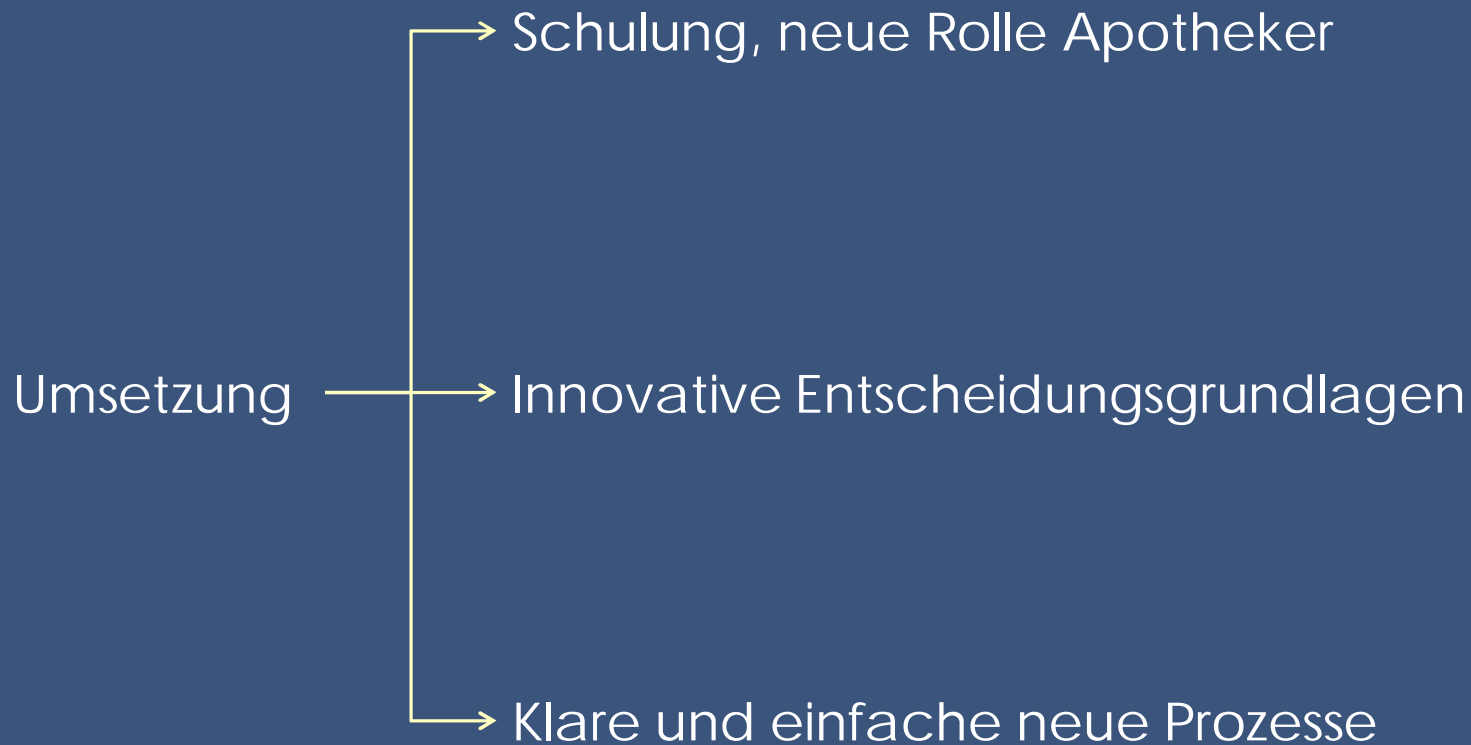 Schulung, neue Rolle Apotheker
Umsetzung
Innovative Entscheidungsgrundlagen
Klare und einfache neue Prozesse